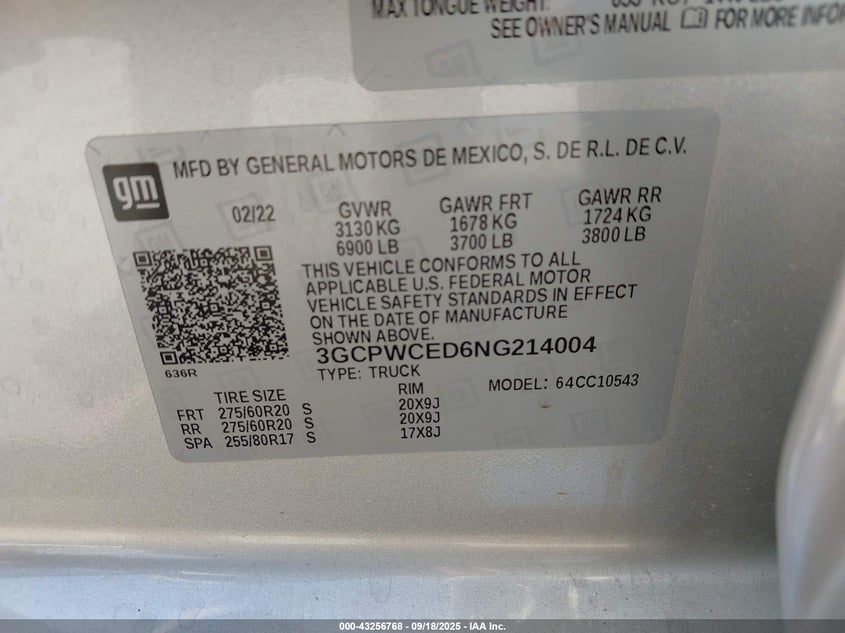 MAX TONGUE WEIGHT:
SEE OWNER'S MANUAL FOR MORE INFOR
gm
MFD BY GENERAL MOTORS DE MEXICO, S. DE R.L. DE C.V.
02/22 GVWR GAWR FRT GAWR RR
3130 KG 1678 KG 1724 KG
6900 LB 3700 LB 3800 LB
THIS VEHICLE CONFORMS TO ALL
APPLICABLE U.S. FEDERAL MOTOR
VEHICLE SAFETY STANDARDS IN EFFECT
ON THE DATE OF MANUFACTURE
SHOWN ABOVE.
3GCPWCED6NG214004
636R TYPE: TRUCK
TIRE SIZE RIM MODEL: 64CC10543
FRT 275/60R20 S 20X9J
RR 275/60R20 S 20X9J
SPA 255/80R17 S 17X8J
000-43256768 - 09/18/2025 - IAA Inc.